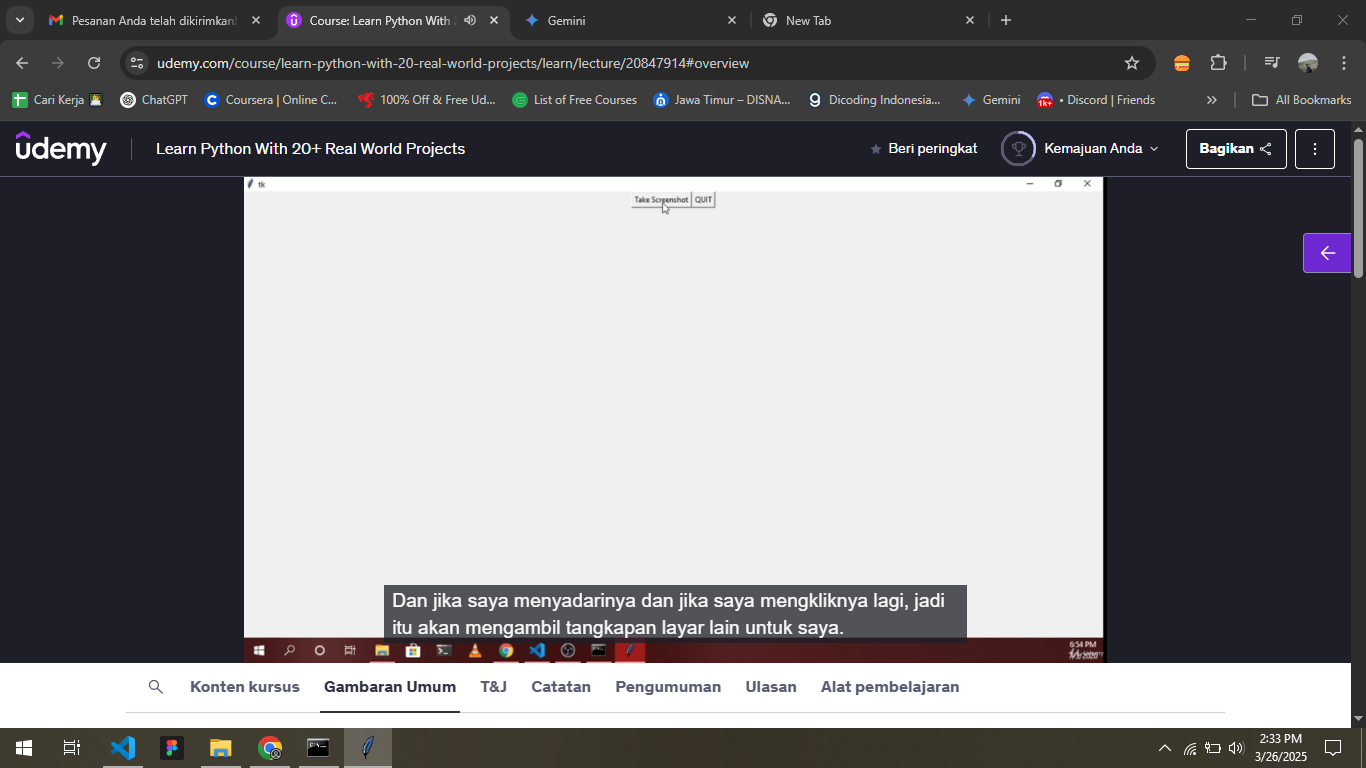 Pesanan Anda telah dikirimkan!
Course: Learn Python With 2
Gemini
New Tab
udemy.com/course/learn-python-with-20-real-world-projects/learn/lecture/20847914#overview
Cari Kerja
ChatGPT
Coursera | Online C...
100% Off & Free Ud...
List of Free Courses
Jawa Timur – DISNA...
Dicoding Indonesia...
Gemini
1k+
• Discord | Friends
All Bookmarks
udemy
Learn Python With 20+ Real World Projects
Beri peringkat
Kemajuan Anda
Bagikan
tk
Take Screenshot
QUIT
Dan jika saya menyadarinya dan jika saya mengkliknya lagi, jadi
itu akan mengambil tangkapan layar lain untuk saya.
6:54 PM
Konten kursus
Gambaran Umum
T&J
Catatan
Pengumuman
Ulasan
Alat pembelajaran
2:33 PM
3/26/2025